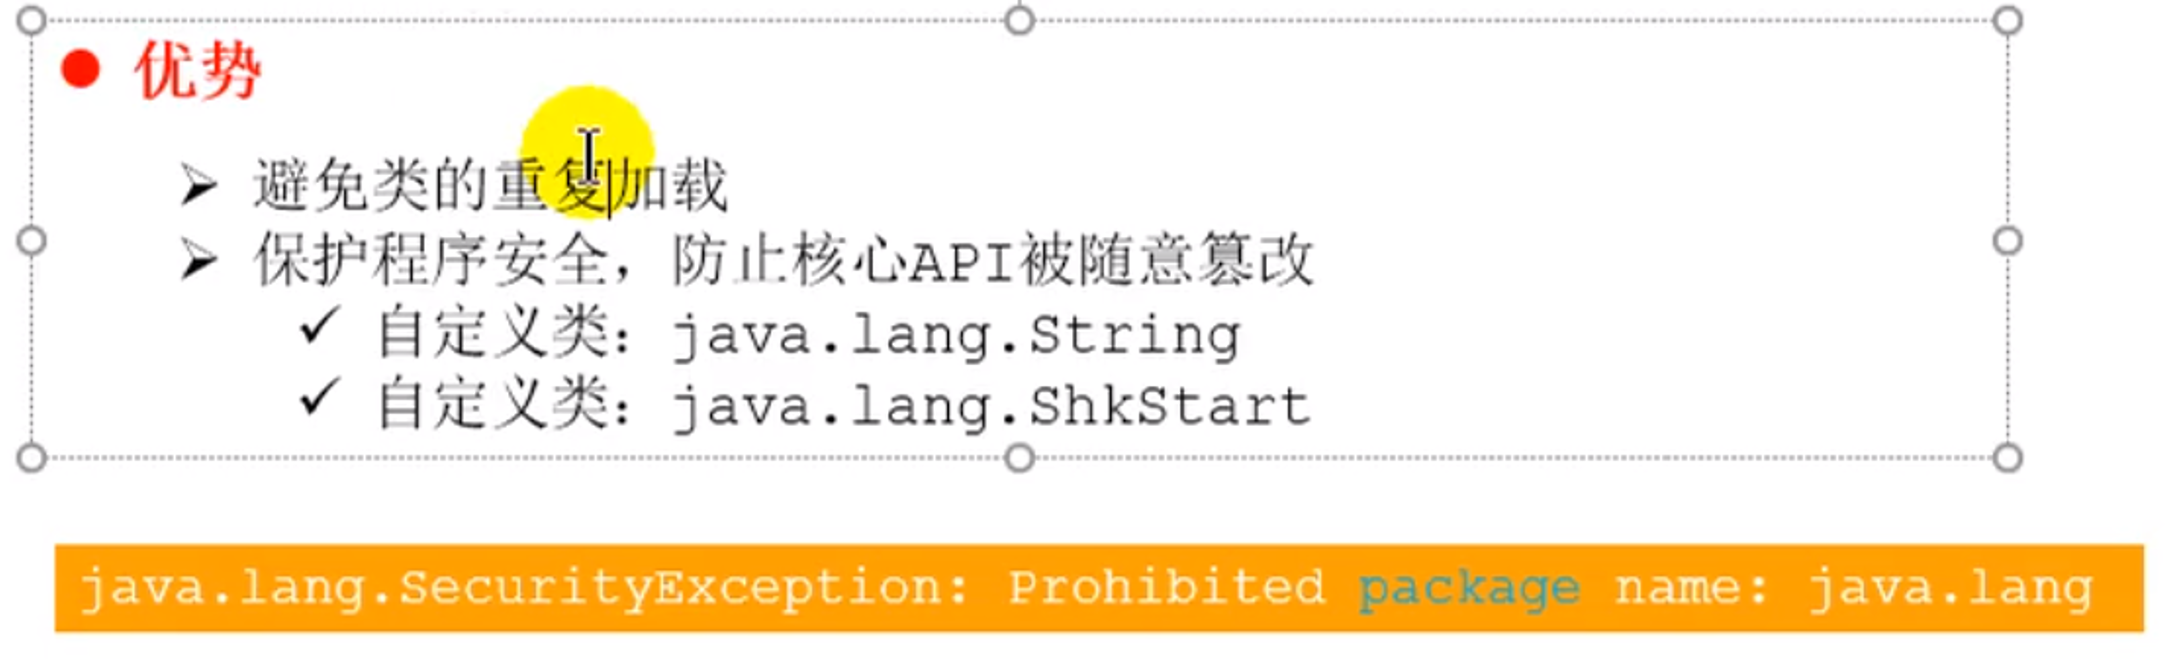 优势
避免类的重复加载
保护程序安全，防止核心API被随意篡改
自定义类：java.lang.String
自定义类：java.lang.ShkStart
java.lang.SecurityException: Prohibited package name: java.lang